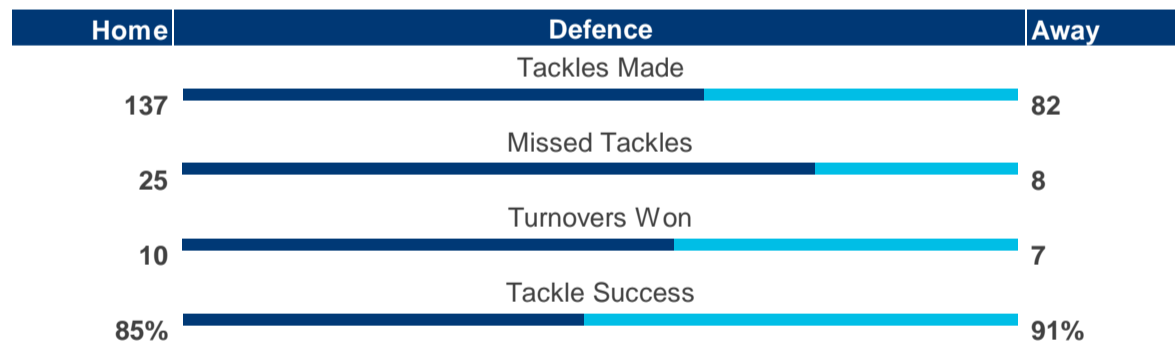 Home Defence Away
Tackles Made
137 82
Missed Tackles
25 8
Turnovers Won
10 7
Tackle Success
85% 91%